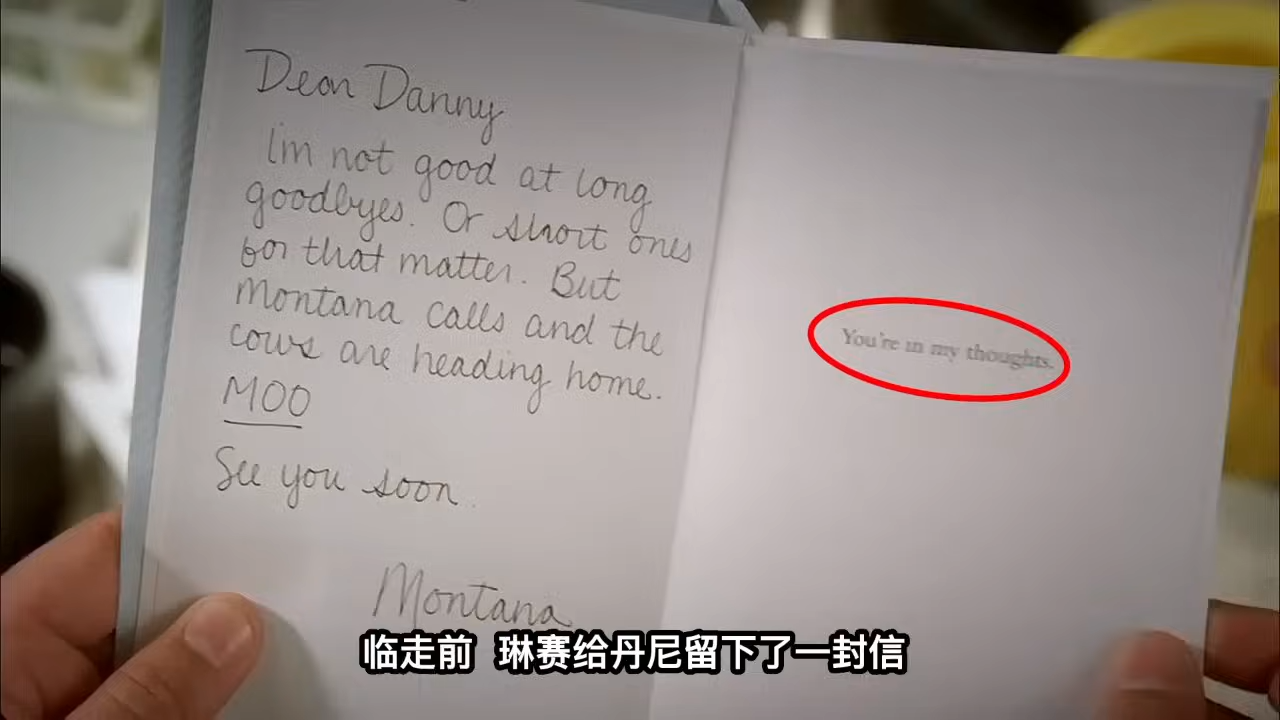 Dear Danny
I'm not good at long
goodbyes. Or short ones
for that matter. But
Montana calls and the
cows are heading home.
MOO
See you soon.
Montana
You're in my thoughts.
临走前 琳赛给丹尼留下了一封信